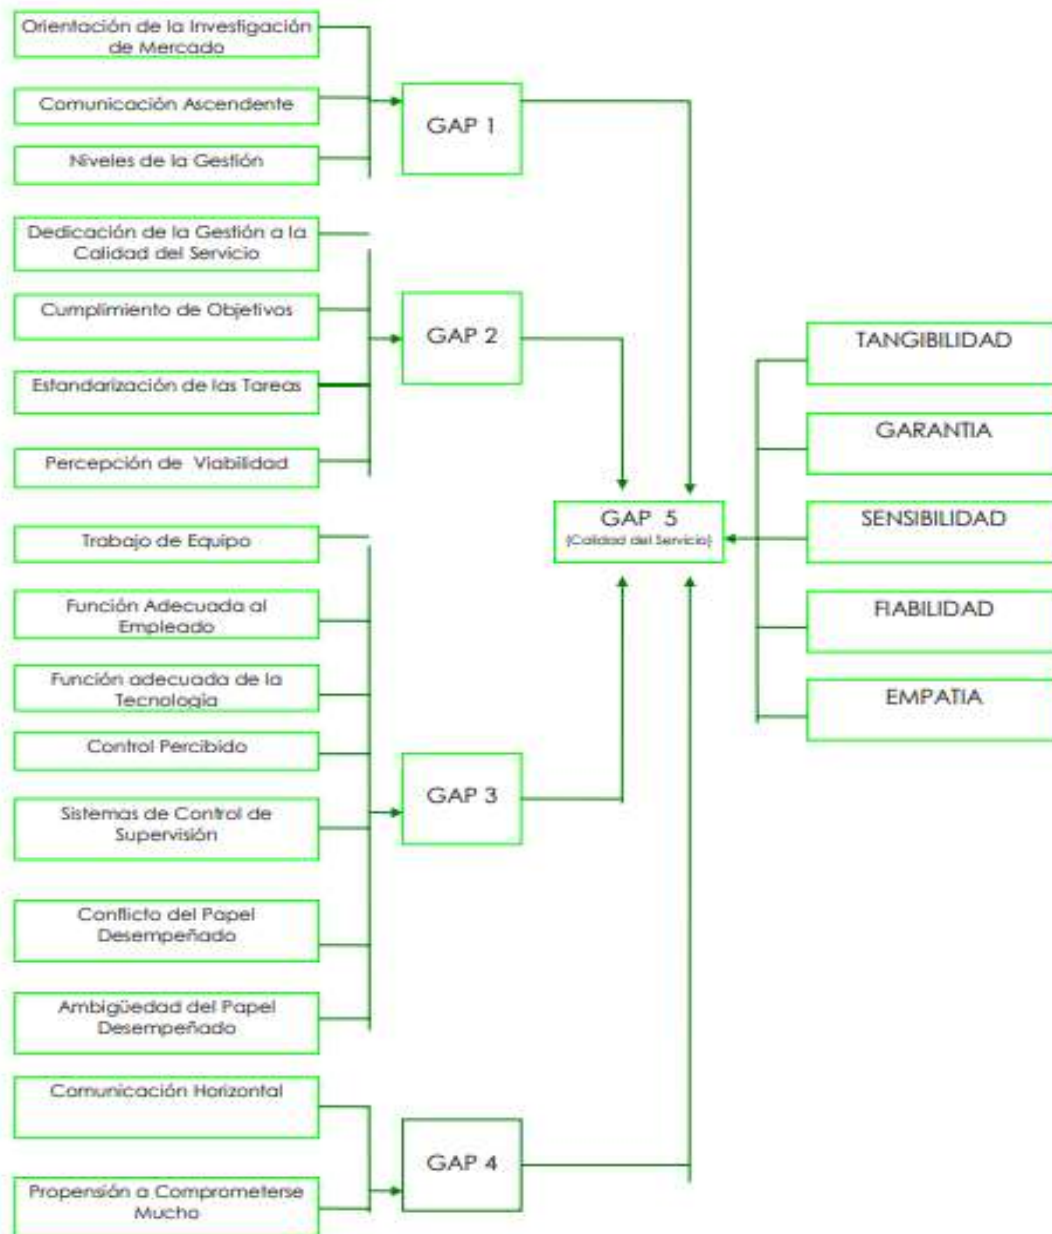 Orientación de la Investigación
de Mercado
Comunicación Ascendente
Niveles de la Gestión
GAP 1
Dedicación de la Gestión a la
Calidad del Servicio
Cumplimiento de Objetivos
Estandarización de las Tareas
Percepción de Viabilidad
GAP 2
Trabajo de Equipo
Función Adecuada al
Empleado
Función adecuada de la
Tecnología
Control Percibido
Sistemas de Control de
Supervisión
Conflicto del Papel
Desempeñado
Ambigüedad del Papel
Desempeñado
GAP 3
Comunicación Horizontal
Propensión a Comprometerse
Mucho
GAP 4
GAP 5
(Calidad del Servicio)
TANGIBILIDAD
GARANTIA
SENSIBILIDAD
FIABILIDAD
EMPATIA